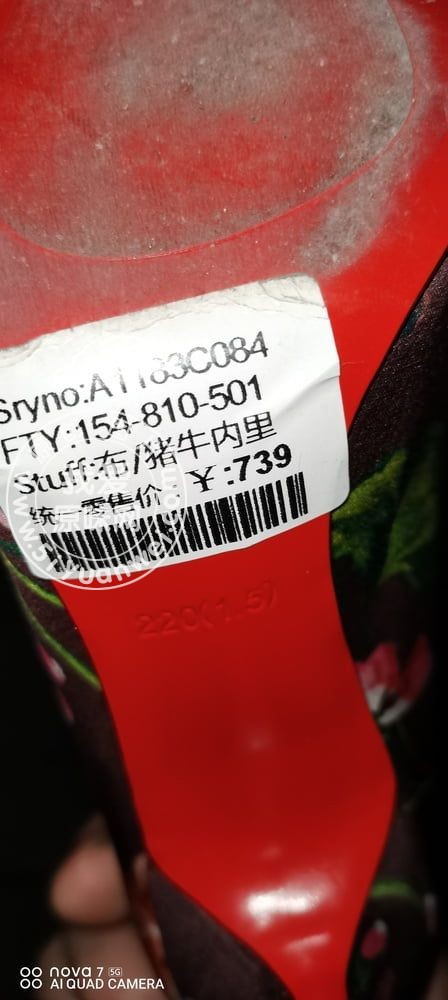 Sryno:A1183C084
FTY:154-810-501
Stuff:布/猪牛内里
统一零售价 ¥:739
220(1.5)
nova 7 5G
AI QUAD CAMERA